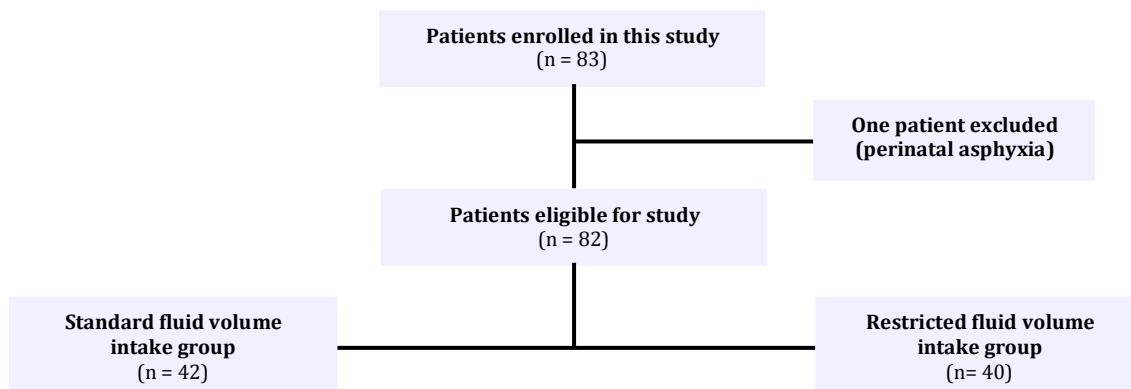 Patients enrolled in this study
(n = 83)
One patient excluded
(perinatal asphyxia)
Patients eligible for study
(n = 82)
Standard fluid volume
intake group
(n = 42)
Restricted fluid volume
intake group
(n= 40)